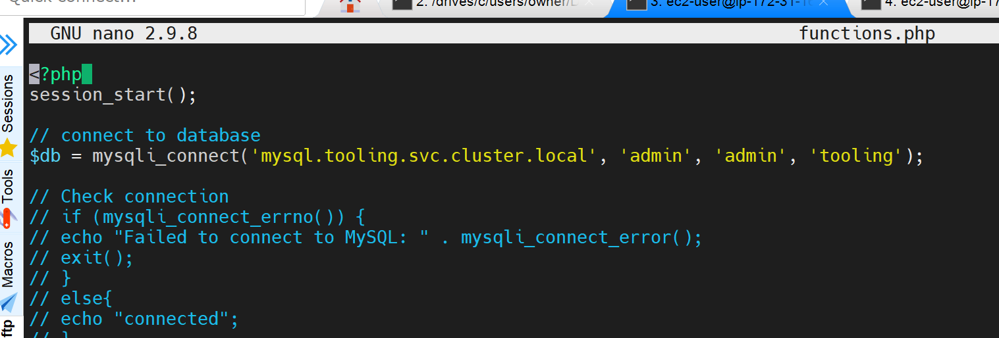 Quick connect...
2. /drives/c/users/owner/D
3. ec2-user@ip-172-31-16
4. ec2-user@ip-17
GNU nano 2.9.8 functions.php
Sessions
Tools
Macros
ftp
<?php
session_start();
// connect to database
$db = mysqli_connect('mysql.tooling.svc.cluster.local', 'admin', 'admin', 'tooling');
// Check connection
// if (mysqli_connect_errno()) {
// echo "Failed to connect to MySQL: " . mysqli_connect_error();
// exit();
// }
// else{
// echo "connected";
// }